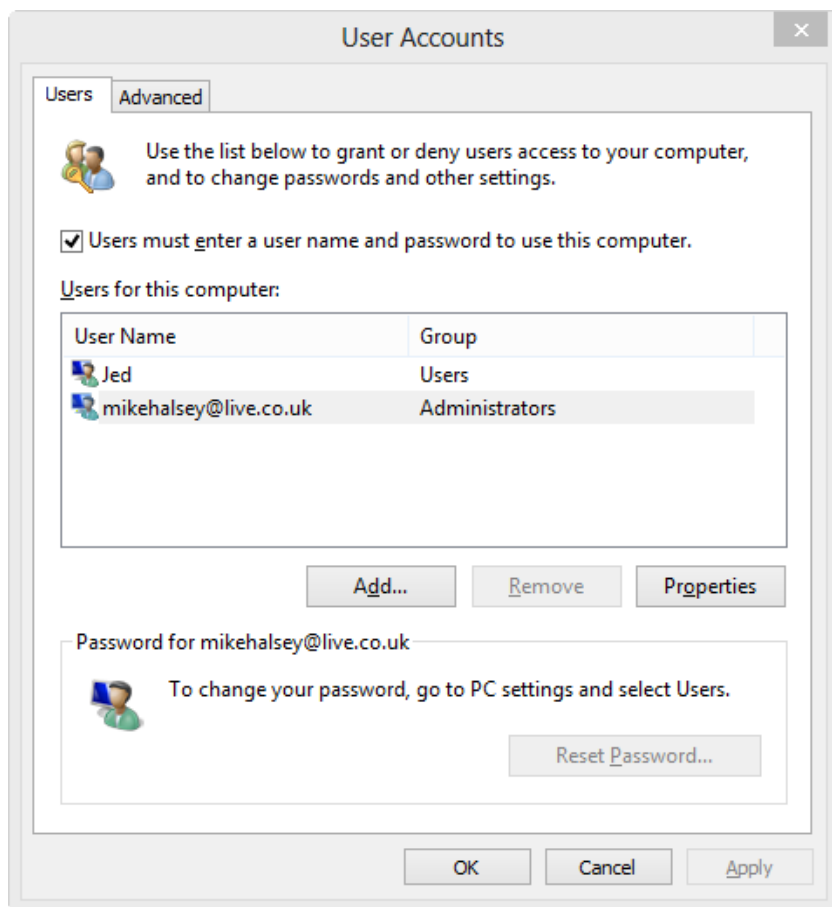 User Accounts
Users
Advanced
Use the list below to grant or deny users access to your computer,
and to change passwords and other settings.
Users must enter a user name and password to use this computer.
Users for this computer:
User Name Group
Jed Users
mikehalsey@live.co.uk Administrators
Add... Remove Properties
Password for mikehalsey@live.co.uk
To change your password, go to PC settings and select Users.
Reset Password...
OK Cancel Apply